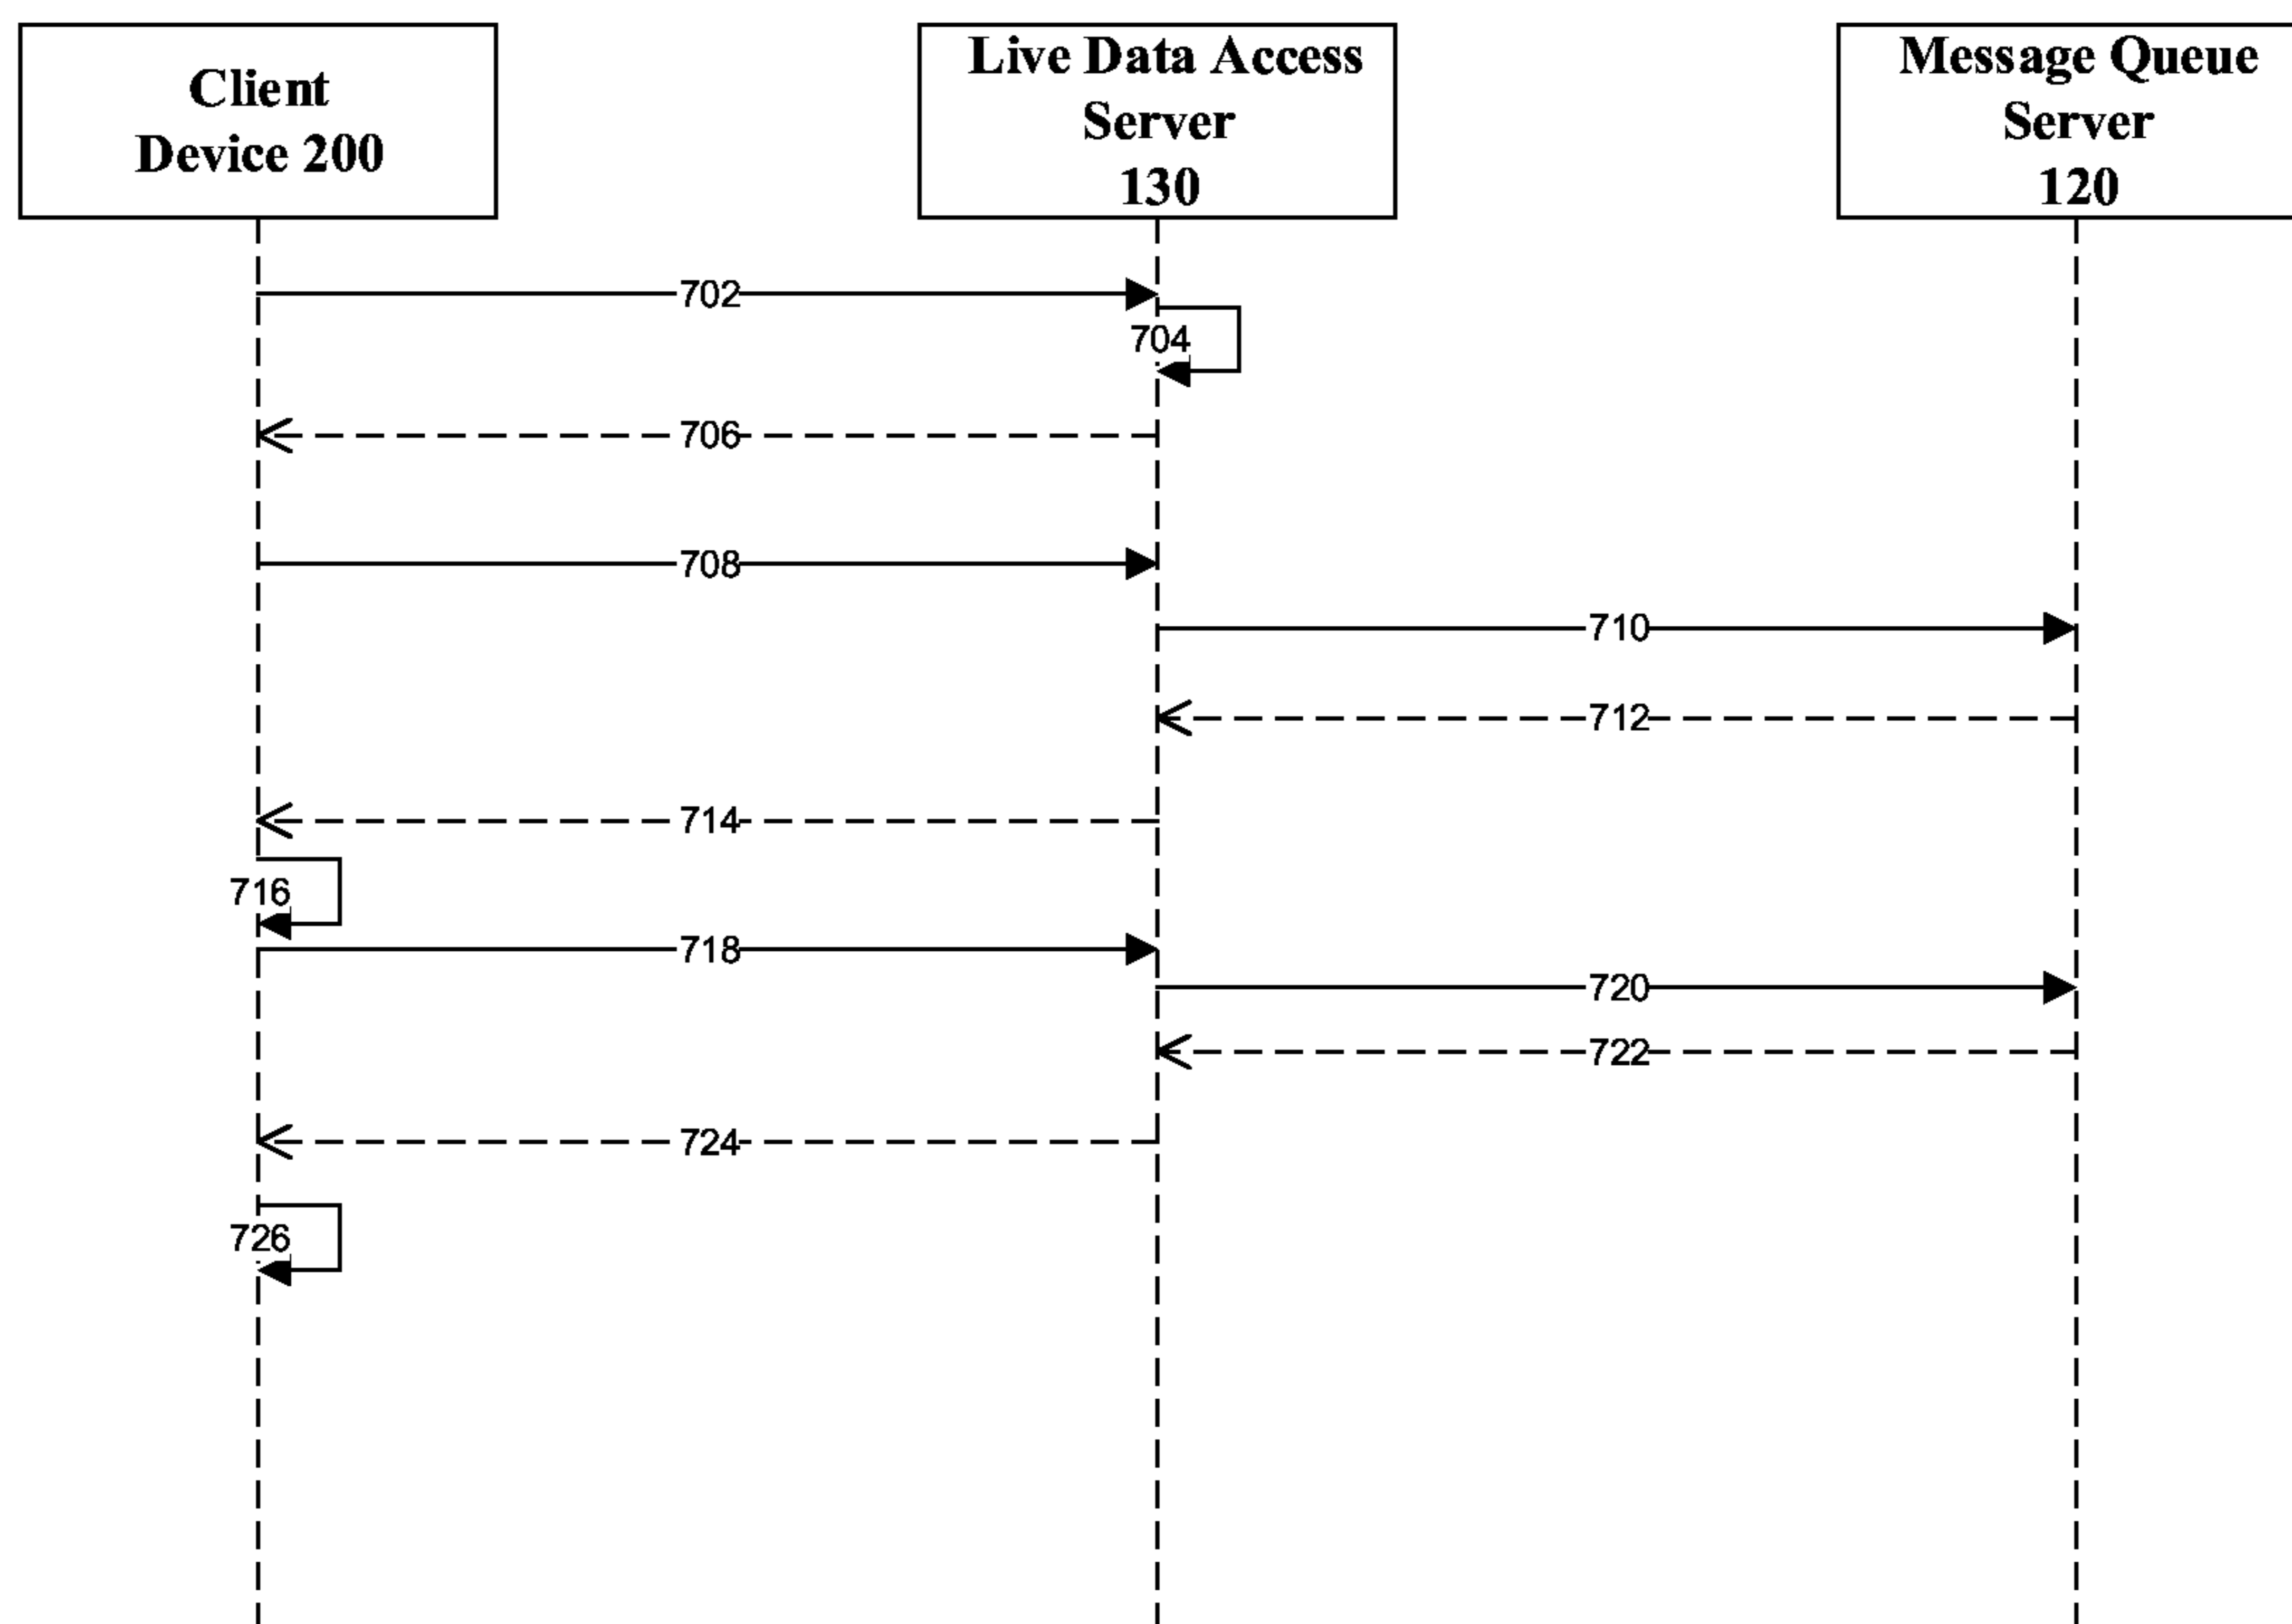 Client
Device 200
Live Data Access
Server
130
Message Queue
Server
120
702
704
706
708
710
712
714
716
718
720
722
724
726